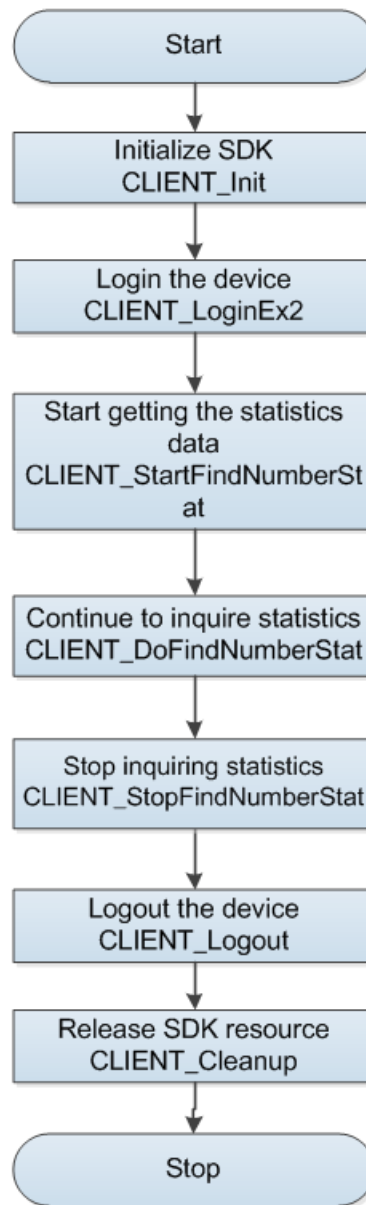 Start
Initialize SDK
CLIENT_Init
Login the device
CLIENT_LoginEx2
Start getting the statistics
data
CLIENT_StartFindNumberSt
at
Continue to inquire statistics
CLIENT_DoFindNumberStat
Stop inquiring statistics
CLIENT_StopFindNumberStat
Logout the device
CLIENT_Logout
Release SDK resource
CLIENT_Cleanup
Stop